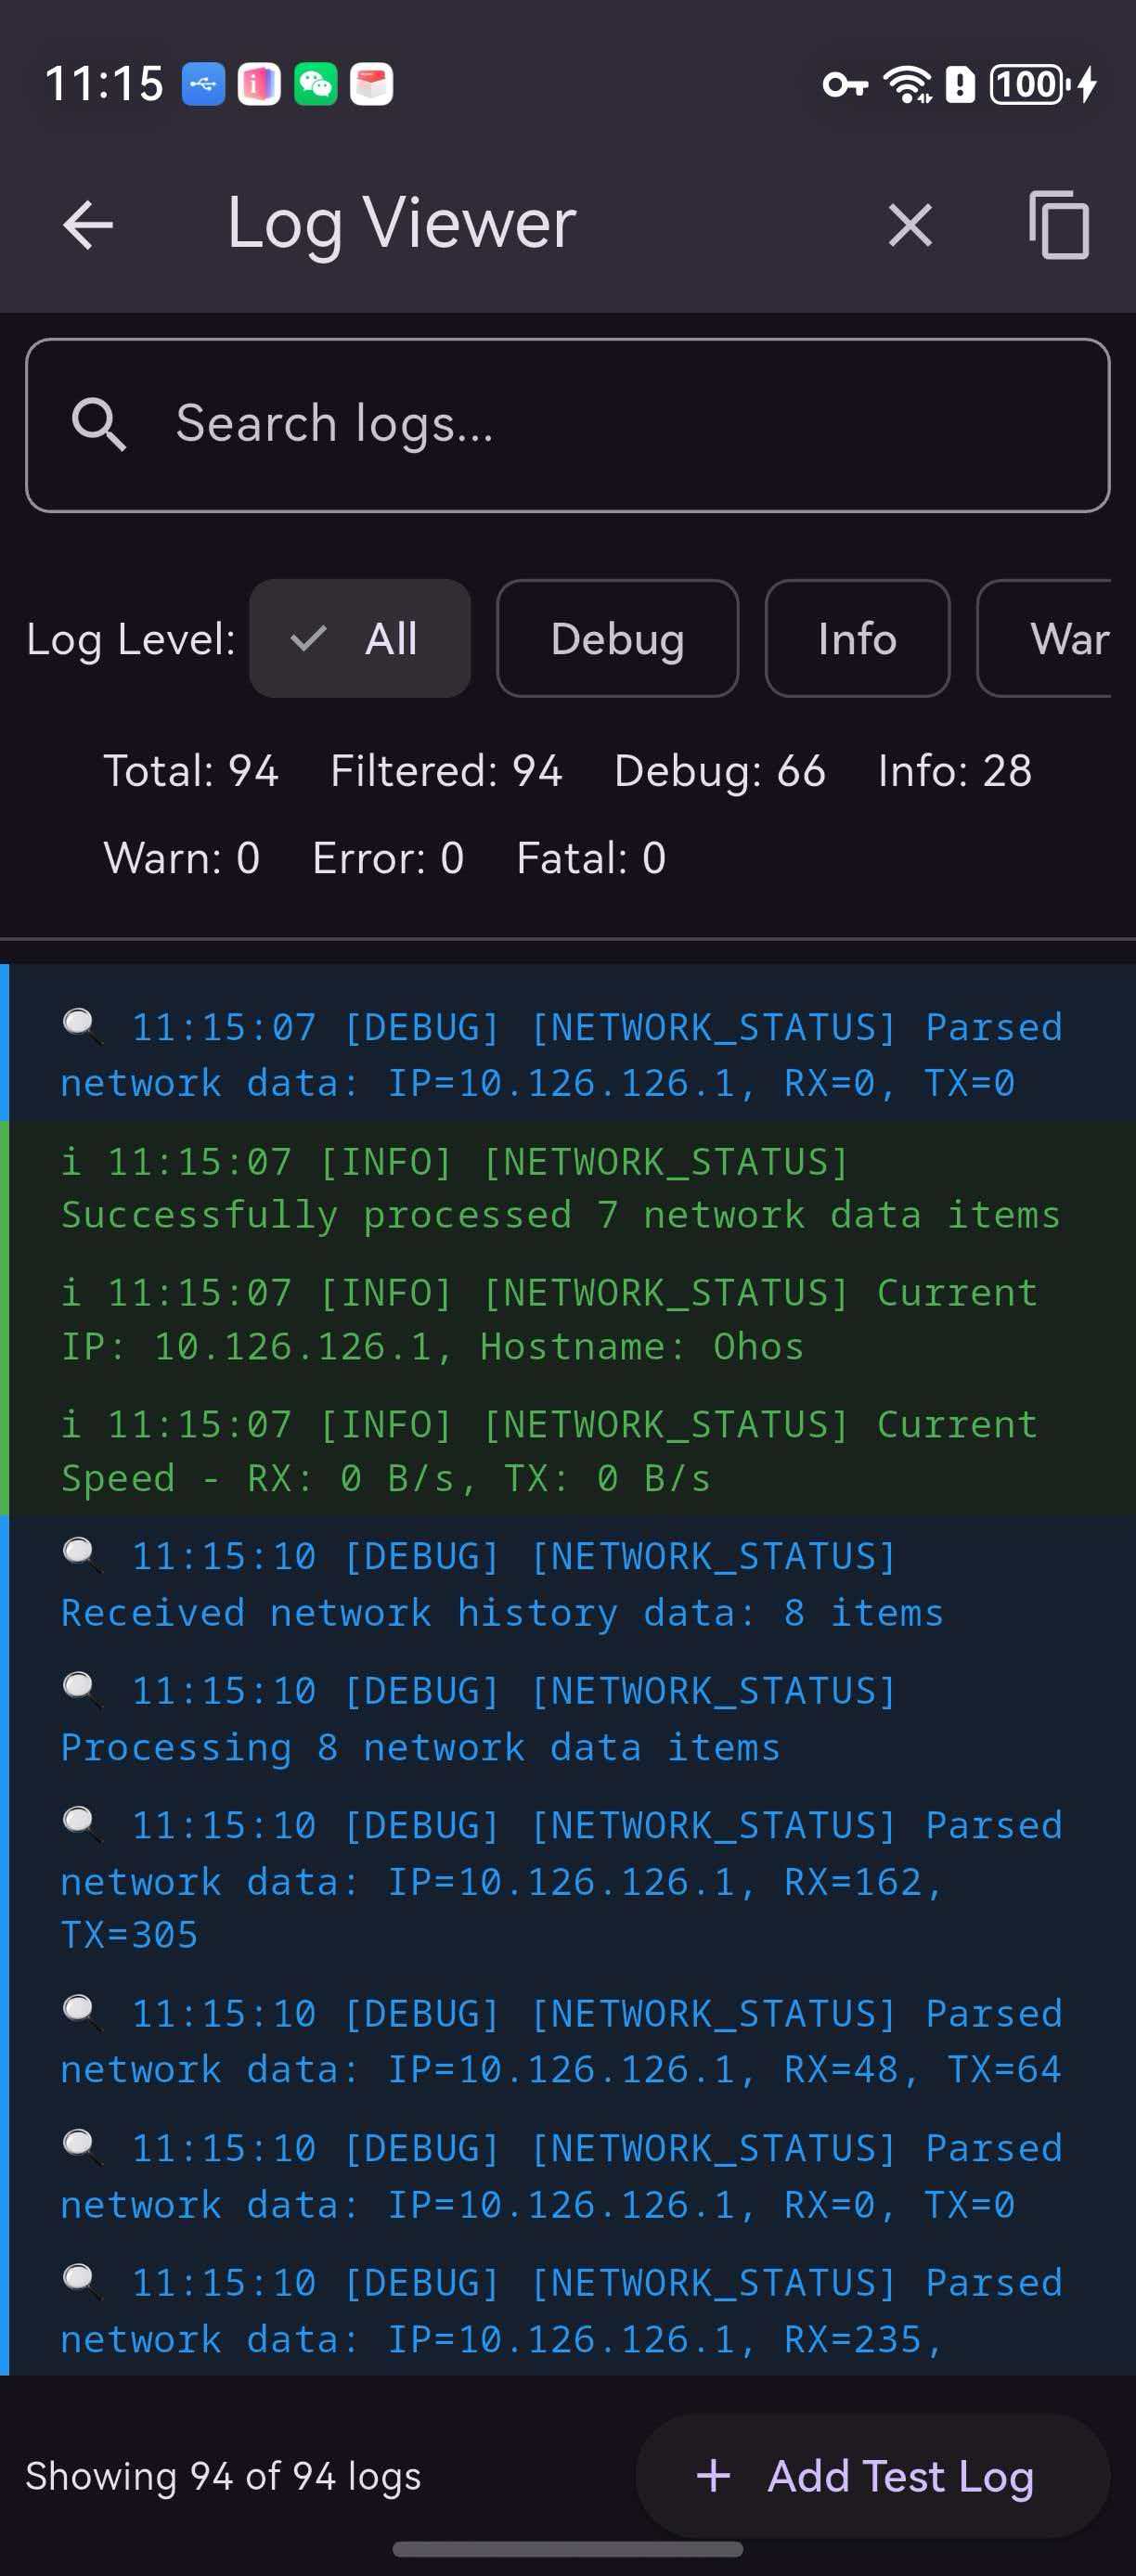 11:15
100
Log Viewer
Search logs...
Log Level: All Debug Info War
Total: 94 Filtered: 94 Debug: 66 Info: 28
Warn: 0 Error: 0 Fatal: 0
11:15:07 [DEBUG] [NETWORK_STATUS] Parsed
network data: IP=10.126.126.1, RX=0, TX=0
i 11:15:07 [INFO] [NETWORK_STATUS]
Successfully processed 7 network data items
i 11:15:07 [INFO] [NETWORK_STATUS] Current
IP: 10.126.126.1, Hostname: Ohos
i 11:15:07 [INFO] [NETWORK_STATUS] Current
Speed - RX: 0 B/s, TX: 0 B/s
11:15:10 [DEBUG] [NETWORK_STATUS]
Received network history data: 8 items
11:15:10 [DEBUG] [NETWORK_STATUS]
Processing 8 network data items
11:15:10 [DEBUG] [NETWORK_STATUS] Parsed
network data: IP=10.126.126.1, RX=162,
TX=305
11:15:10 [DEBUG] [NETWORK_STATUS] Parsed
network data: IP=10.126.126.1, RX=48, TX=64
11:15:10 [DEBUG] [NETWORK_STATUS] Parsed
network data: IP=10.126.126.1, RX=0, TX=0
11:15:10 [DEBUG] [NETWORK_STATUS] Parsed
network data: IP=10.126.126.1, RX=235,
Showing 94 of 94 logs
+ Add Test Log